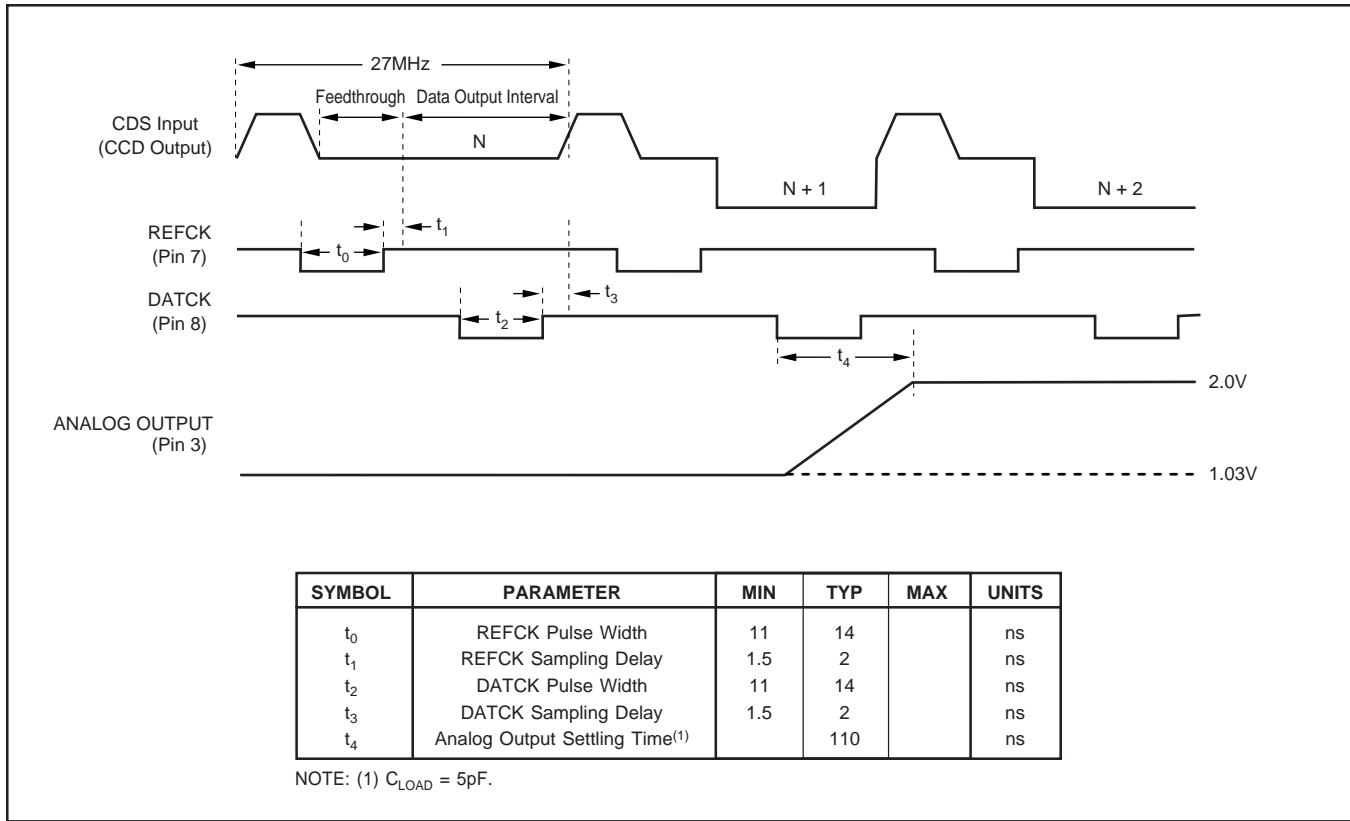 27MHz
Feedthrough
Data Output Interval
CDS Input
(CCD Output)
N
N + 1
N + 2
REFCK
(Pin 7)
t0
t1
DATCK
(Pin 8)
t2
t3
t4
ANALOG OUTPUT
(Pin 3)
2.0V
1.03V
SYMBOL PARAMETER MIN TYP MAX UNITS
t0 REFCK Pulse Width 11 14 ns
t1 REFCK Sampling Delay 1.5 2 ns
t2 DATCK Pulse Width 11 14 ns
t3 DATCK Sampling Delay 1.5 2 ns
t4 Analog Output Settling Time(1) 110 ns
NOTE: (1) CLOAD = 5pF.